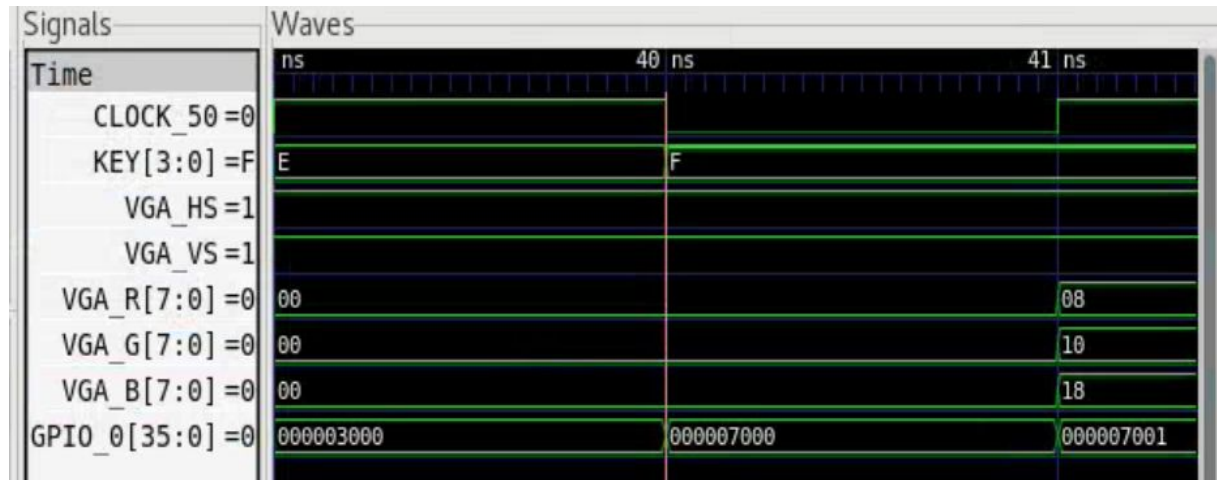 Signals Waves
Time ns 40 ns 41 ns
CLOCK_50 =0
KEY[3:0] =F E F
VGA_HS =1
VGA_VS =1
VGA_R[7:0] =0 00 08
VGA_G[7:0] =0 00 10
VGA_B[7:0] =0 00 18
GPIO_0[35:0] =0 000003000 000007000 000007001